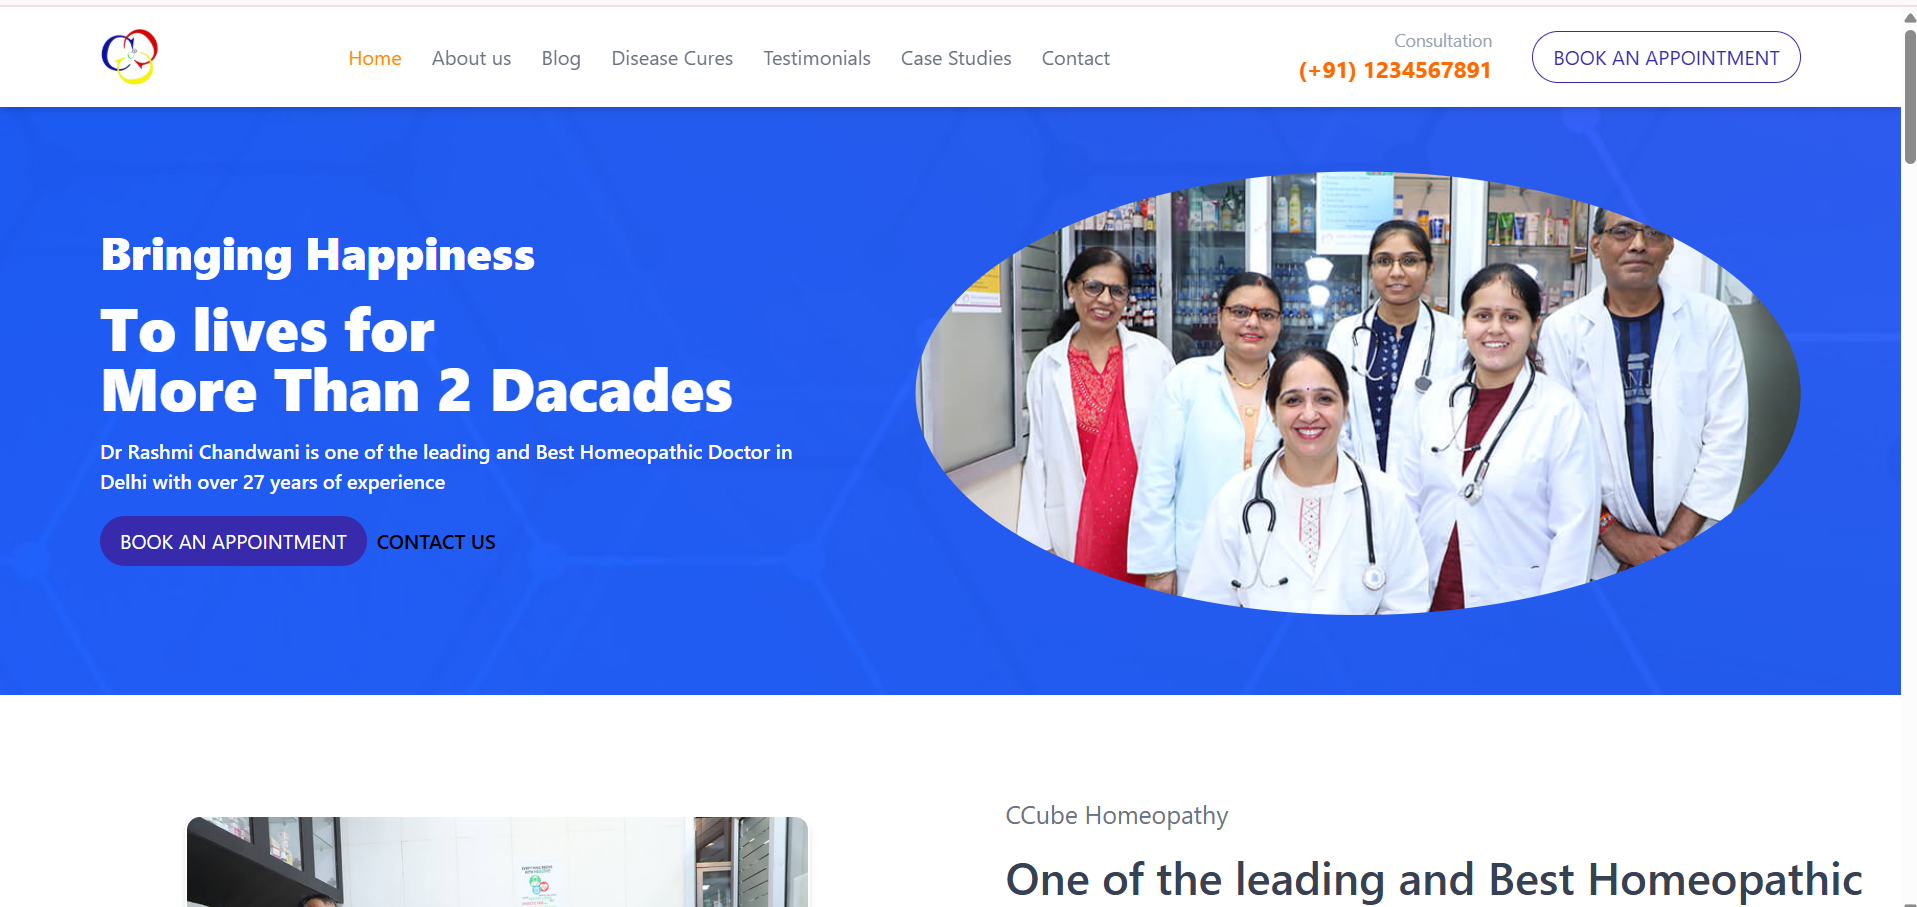 Home About us Blog Disease Cures Testimonials Case Studies Contact
Consultation
(+91) 1234567891
BOOK AN APPOINTMENT
Bringing Happiness
To lives for
More Than 2 Dacades
Dr Rashmi Chandwani is one of the leading and Best Homeopathic Doctor in
Delhi with over 27 years of experience
BOOK AN APPOINTMENT CONTACT US
CCube Homeopathy
One of the leading and Best Homeopathic